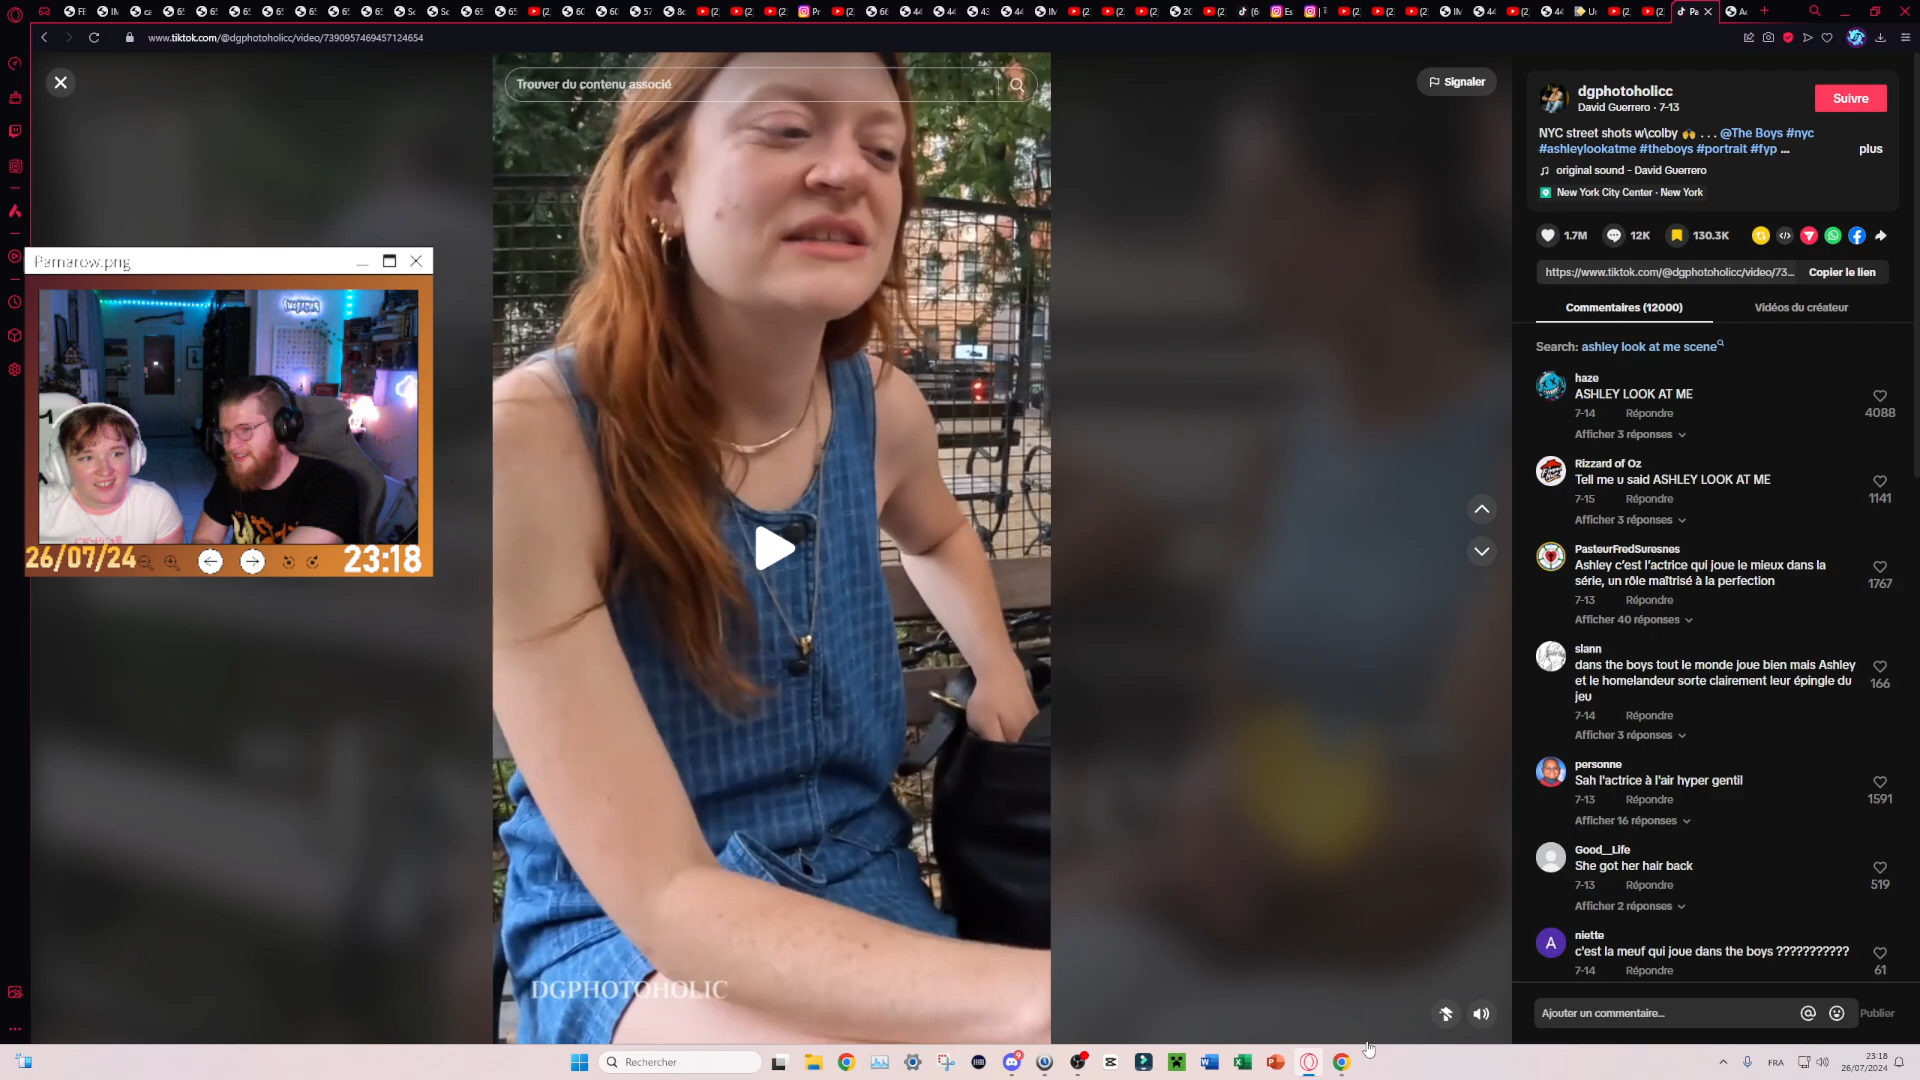 www.tiktok.com/@dgphotoholicc/video/7390957469457124654
Trouver du contenu associé
Signaler
Pamarow.png
26/07/24
23:18
DGPHOTOHOLIC
dgphotoholicc
David Guerrero · 7-13
Suivre
NYC street shots w\colby 🙌 . . . @The Boys #nyc
#ashleylookatme #theboys #portrait #fyp ...
plus
original sound - David Guerrero
New York City Center · New York
1.7M
12K
130.3K
https://www.tiktok.com/@dgphotoholicc/video/73...
Copier le lien
Commentaires (12000)
Vidéos du créateur
Search: ashley look at me scene
haze
ASHLEY LOOK AT ME
7-14 Répondre
4088
Afficher 3 réponses
Rizzard of Oz
Tell me u said ASHLEY LOOK AT ME
7-15 Répondre
1141
Afficher 3 réponses
PasteurFredSuresnes
Ashley c'est l'actrice qui joue le mieux dans la
série, un rôle maîtrisé à la perfection
1767
7-13 Répondre
Afficher 40 réponses
slann
dans the boys tout le monde joue bien mais Ashley
et le homelandeur sorte clairement leur épingle du
jeu
166
7-14 Répondre
Afficher 3 réponses
personne
Sah l'actrice à l'air hyper gentil
7-13 Répondre
1591
Afficher 16 réponses
Good__Life
She got her hair back
7-13 Répondre
519
Afficher 2 réponses
A
niette
c'est la meuf qui joue dans the boys ???????????
7-14 Répondre
61
Ajouter un commentaire...
Publier
Rechercher
FRA
23:18
26/07/2024